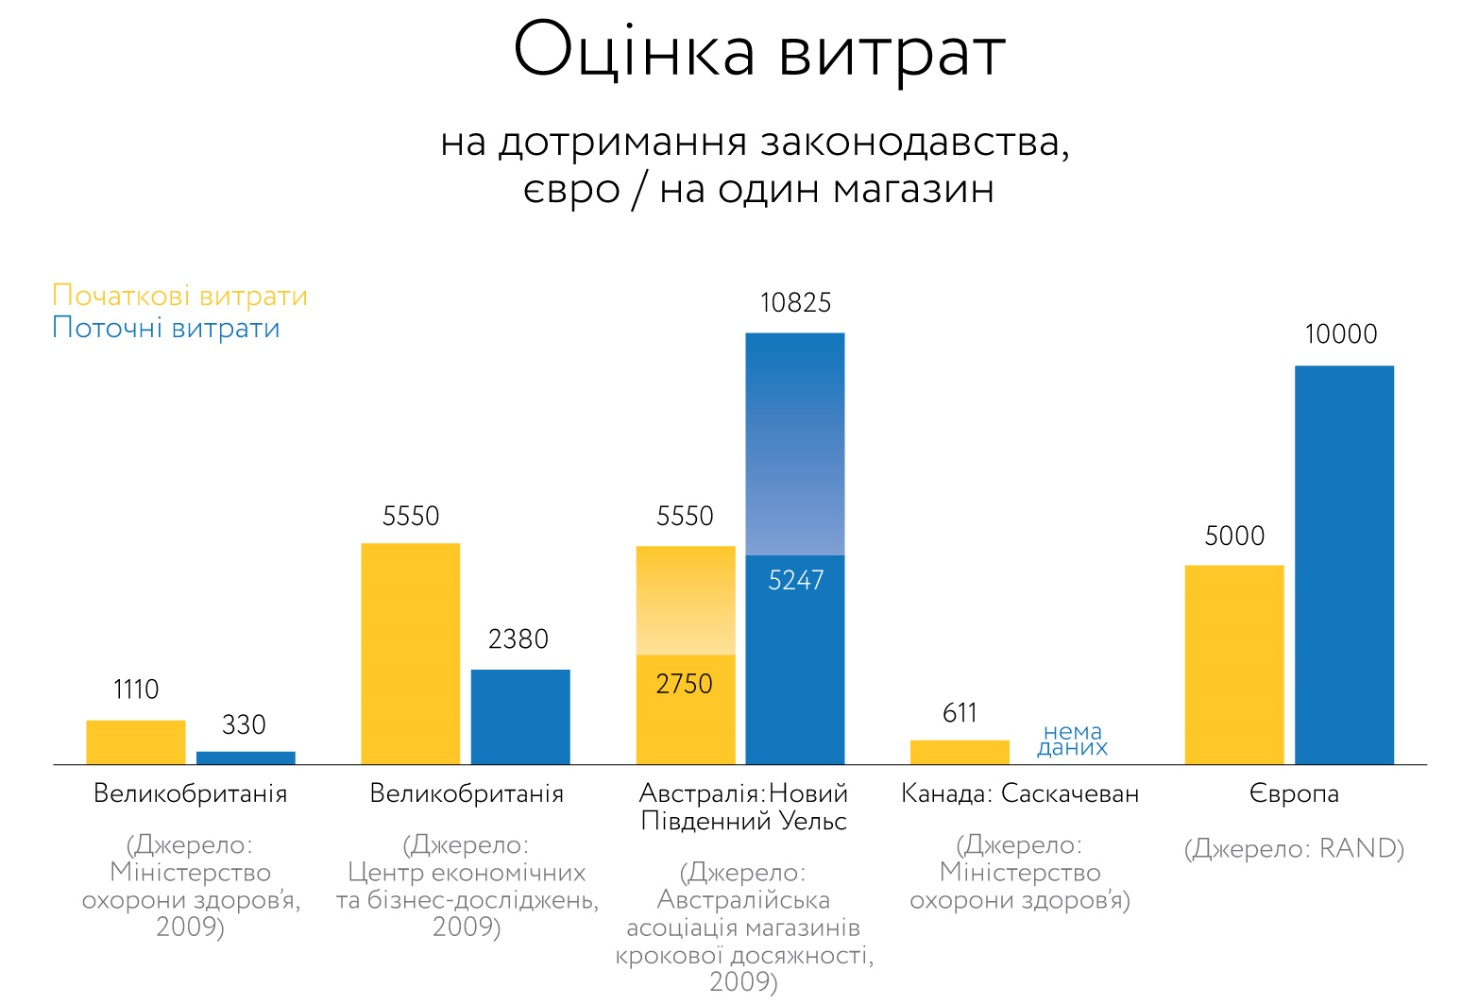 Оцінка витрат
на дотримання законодавства,
євро / на один магазин
Початкові витрати
Поточні витрати
1110
330
Великобританія
(Джерело:
Міністерство
охорони здоров'я,
2009)
5550
2380
Великобританія
(Джерело:
Центр економічних
та бізнес-досліджень,
2009)
5550
2750
10825
5247
Австралія:Новий
Південний Уельс
(Джерело:
Австралійська
асоціація магазинів
крокової досяжності,
2009)
611
нема
даних
Канада: Саскачеван
(Джерело:
Міністерство
охорони здоров'я)
5000
10000
Європа
(Джерело: RAND)